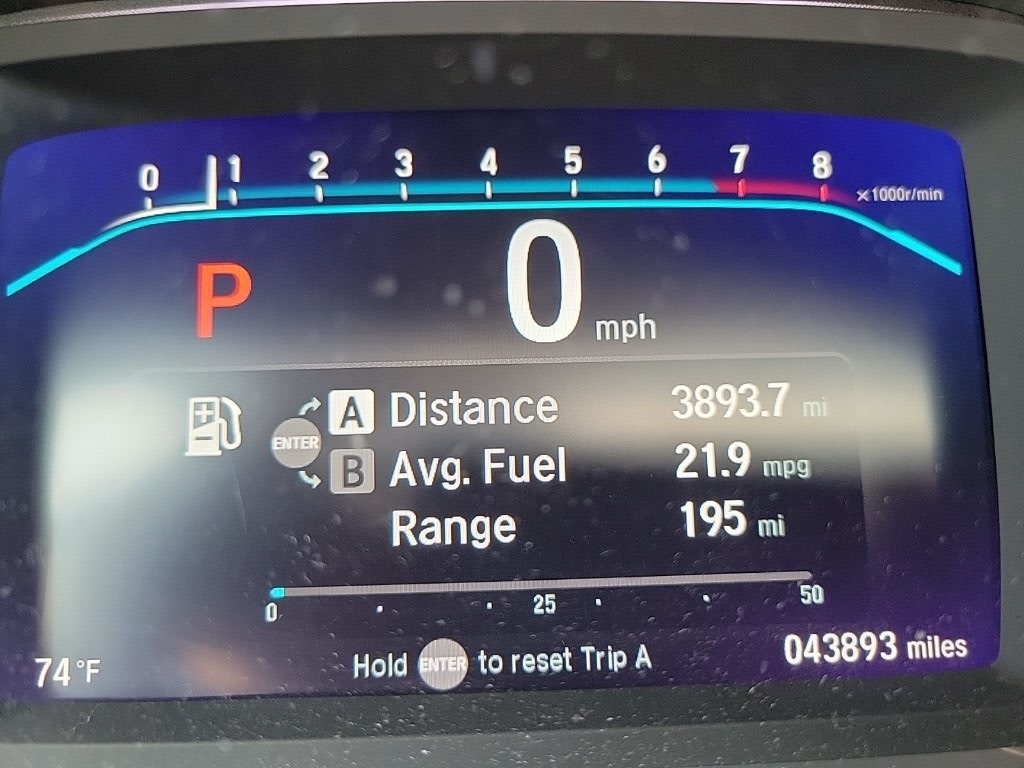 0 1 2 3 4 5 6 7 8
×1000r/min
P 0 mph
ENTER A Distance 3893.7 mi
B Avg. Fuel 21.9 mpg
Range 195 mi
0 25 50
74°F Hold ENTER to reset Trip A 043893 miles